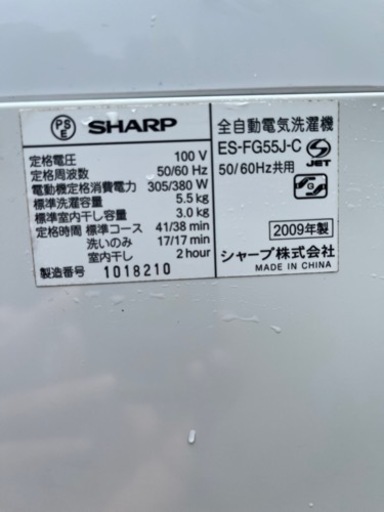 PS E SHARP
定格電圧 100 V
定格周波数 50/60 Hz
電動機定格消費電力 305/380 W
標準洗濯容量 5.5 kg
標準室内干し容量 3.0 kg
定格時間 標準コース 41/38 min
洗いのみ 17/17 min
室内干し 2 hour
製造番号 1018210
全自動電気洗濯機
ES-FG55J-C
50/60Hz共用
S JET
2009年製
シャープ株式会社
MADE IN CHINA